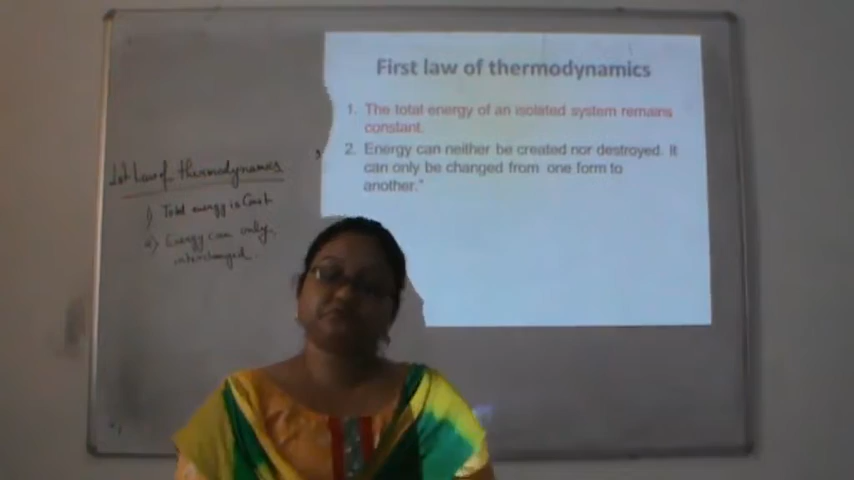 First law of thermodynamics
1. The total energy of an isolated system remains
constant.
2. Energy can neither be created nor destroyed. It
can only be changed from one form to
another."
1st Law of thermodynamics
1) Total energy is Const
2) Energy can only
interchanged.